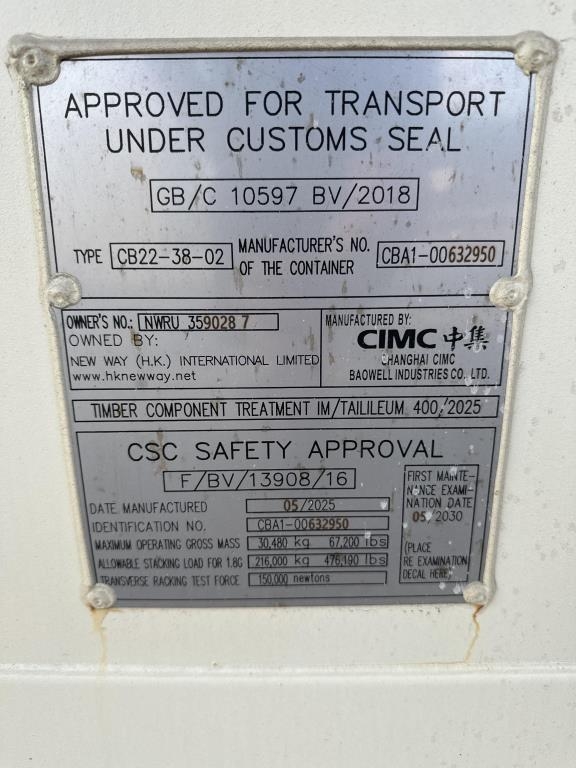 APPROVED FOR TRANSPORT
UNDER CUSTOMS SEAL
GB/C 10597 BV/2018
TYPE CB22-38-02 MANUFACTURER'S NO. OF THE CONTAINER CBA1-00632950
OWNER'S NO.: NWRU 359028 7
OWNED BY:
NEW WAY (H.K.) INTERNATIONAL LIMITED
www.hknewway.net
MANUFACTURED BY:
CIMC 中集
SHANGHAI CIMC
BAOWELL INDUSTRIES CO., LTD.
TIMBER COMPONENT TREATMENT IM/TAILILEUM 400/2025
CSC SAFETY APPROVAL
F/BV/13908/16
DATE MANUFACTURED 05/2025
IDENTIFICATION NO. CBA1-00632950
MAXIMUM OPERATING GROSS MASS 30,480 kg 67,200 lbs
ALLOWABLE STACKING LOAD FOR 1.8G 216,000 kg 476,190 lbs
TRANSVERSE RACKING TEST FORCE 150,000 newtons
FIRST MAINTE-
NANCE EXAMI-
NATION DATE
05/2030
(PLACE
RE EXAMINATION
DECAL HERE)